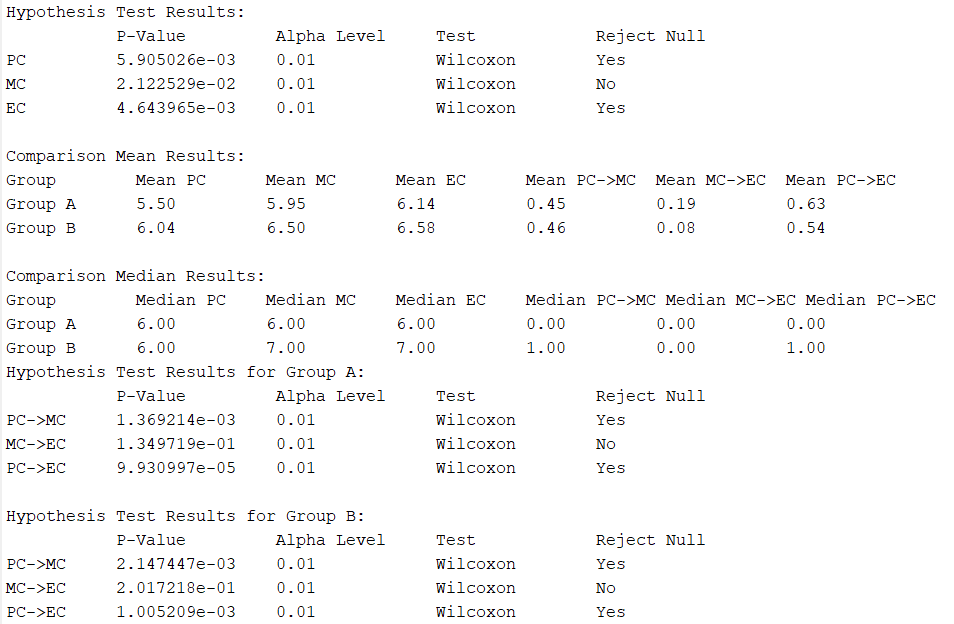 Hypothesis Test Results:
P-Value Alpha Level Test Reject Null
PC 5.905026e-03 0.01 Wilcoxon Yes
MC 2.122529e-02 0.01 Wilcoxon No
EC 4.643965e-03 0.01 Wilcoxon Yes
Comparison Mean Results:
Group Mean PC Mean MC Mean EC Mean PC->MC Mean MC->EC Mean PC->EC
Group A 5.50 5.95 6.14 0.45 0.19 0.63
Group B 6.04 6.50 6.58 0.46 0.08 0.54
Comparison Median Results:
Group Median PC Median MC Median EC Median PC->MC Median MC->EC Median PC->EC
Group A 6.00 6.00 6.00 0.00 0.00 0.00
Group B 6.00 7.00 7.00 1.00 0.00 1.00
Hypothesis Test Results for Group A:
P-Value Alpha Level Test Reject Null
PC->MC 1.369214e-03 0.01 Wilcoxon Yes
MC->EC 1.349719e-01 0.01 Wilcoxon No
PC->EC 9.930997e-05 0.01 Wilcoxon Yes
Hypothesis Test Results for Group B:
P-Value Alpha Level Test Reject Null
PC->MC 2.147447e-03 0.01 Wilcoxon Yes
MC->EC 2.017218e-01 0.01 Wilcoxon No
PC->EC 1.005209e-03 0.01 Wilcoxon Yes